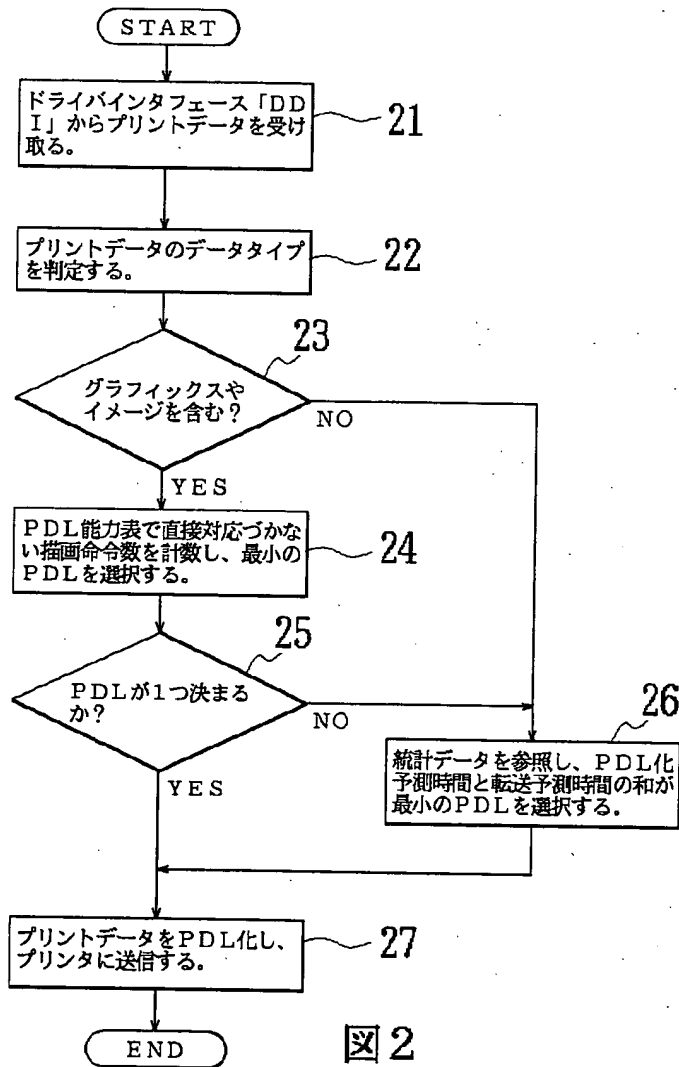 START
ドライバインタフェース「DD
I」からプリントデータを受け
取る。
21
プリントデータのデータタイプ
を判定する。
22
23
グラフィックスや
イメージを含む?
NO
YES
PDL能力表で直接対応づかな
い描画命令数を計数し、最小の
PDLを選択する。
24
25
PDLが1つ決まる
か?
NO
YES
26
統計データを参照し、PDL化
予測時間と転送予測時間の和が
最小のPDLを選択する。
プリントデータをPDL化し、
プリンタに送信する。
27
END
図2